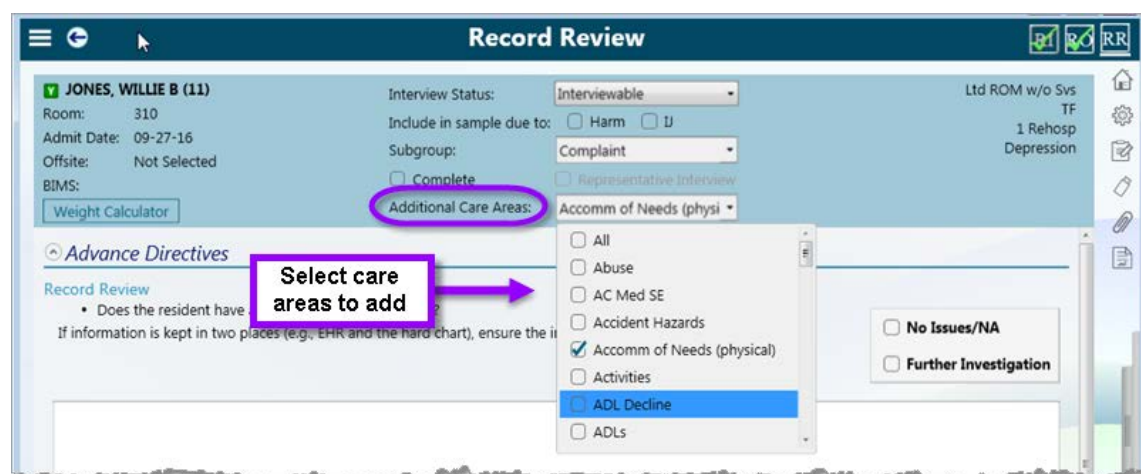 Record Review
RI RO RR
Y JONES, WILLIE B (11)
Room: 310
Admit Date: 09-27-16
Offsite: Not Selected
BIMS:
Weight Calculator
Interview Status: Interviewable
Include in sample due to: Harm IJ
Subgroup: Complaint
Complete Representative Interview
Additional Care Areas: Accomm of Needs (physi
Ltd ROM w/o Svs
TF
1 Rehosp
Depression
All
Abuse
AC Med SE
Accident Hazards
Accomm of Needs (physical)
Activities
ADL Decline
ADLs
Select care
areas to add
Advance Directives
Record Review
• Does the resident have
If information is kept in two places (e.g., EHR and the hard chart), ensure the
No Issues/NA
Further Investigation